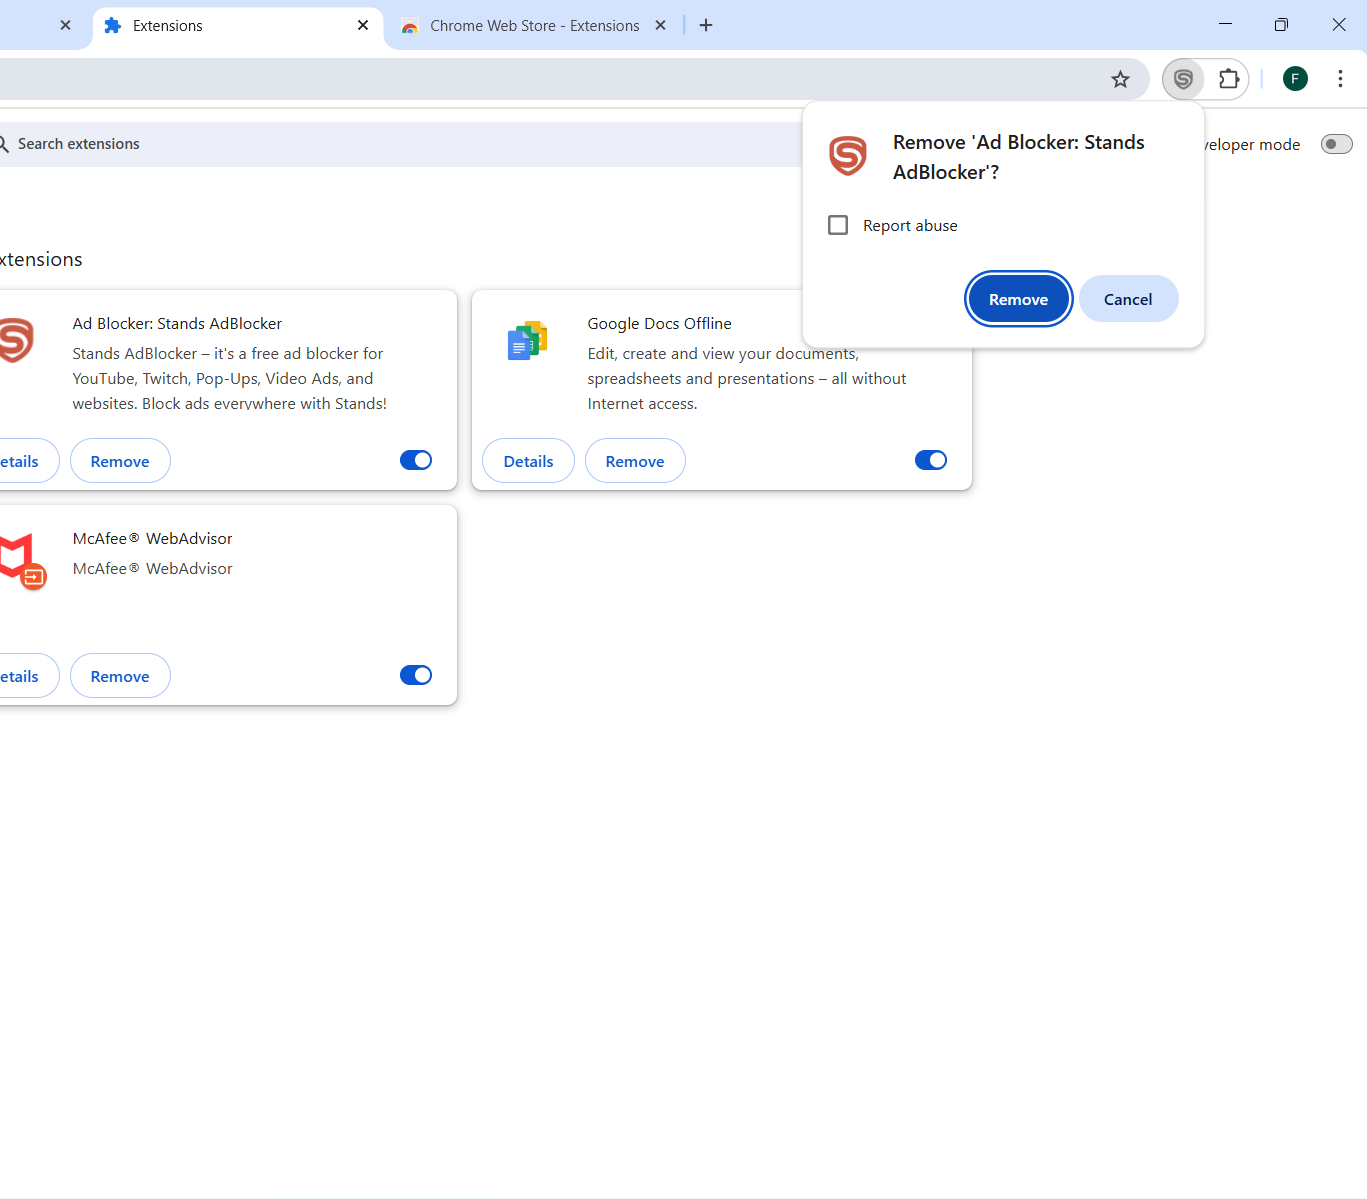 Extensions
Chrome Web Store - Extensions
F
Search extensions
veloper mode
Remove 'Ad Blocker: Stands
AdBlocker'?
Report abuse
Remove
Cancel
xtensions
Ad Blocker: Stands AdBlocker
Stands AdBlocker – it's a free ad blocker for
YouTube, Twitch, Pop-Ups, Video Ads, and
websites. Block ads everywhere with Stands!
etails
Remove
Google Docs Offline
Edit, create and view your documents,
spreadsheets and presentations – all without
Internet access.
Details
Remove
McAfee® WebAdvisor
McAfee® WebAdvisor
etails
Remove